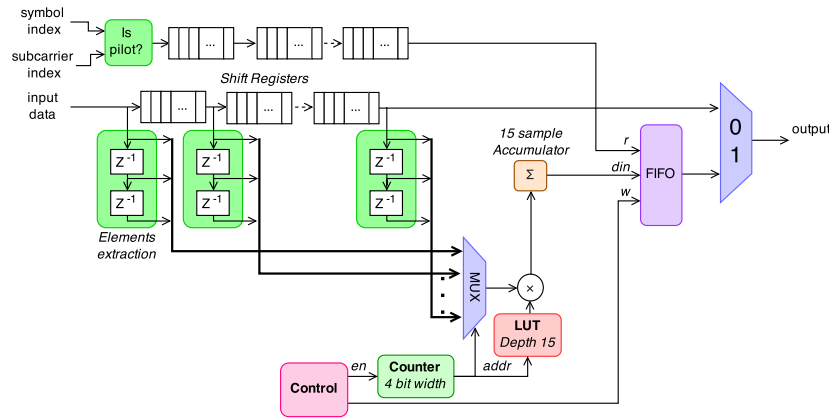 symbol
index
Is
pilot?
...
...
...
subcarrier
index
Shift Registers
input
data
...
...
...
15 sample
Accumulator
0
1
output
r
din
w
FIFO
Σ
Z-1
Z-1
Z-1
Z-1
Z-1
Z-1
Elements
extraction
MUX
×
LUT
Depth 15
Control
en
Counter
4 bit width
addr